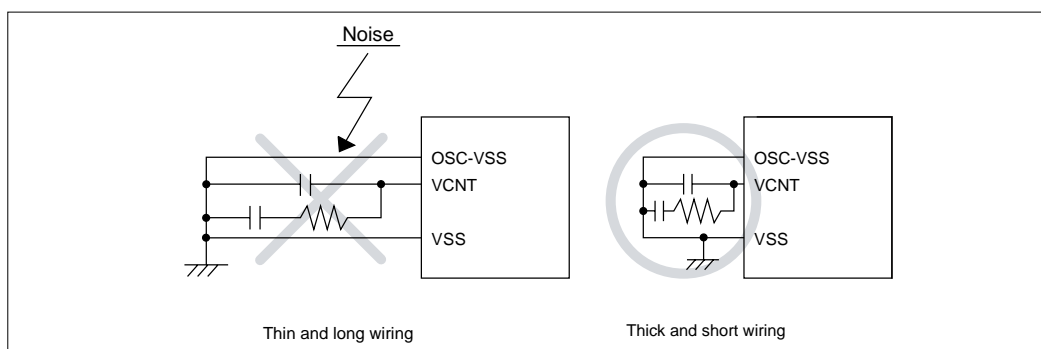 Noise
OSC-VSS
VCNT
VSS
Thin and long wiring
OSC-VSS
VCNT
VSS
Thick and short wiring